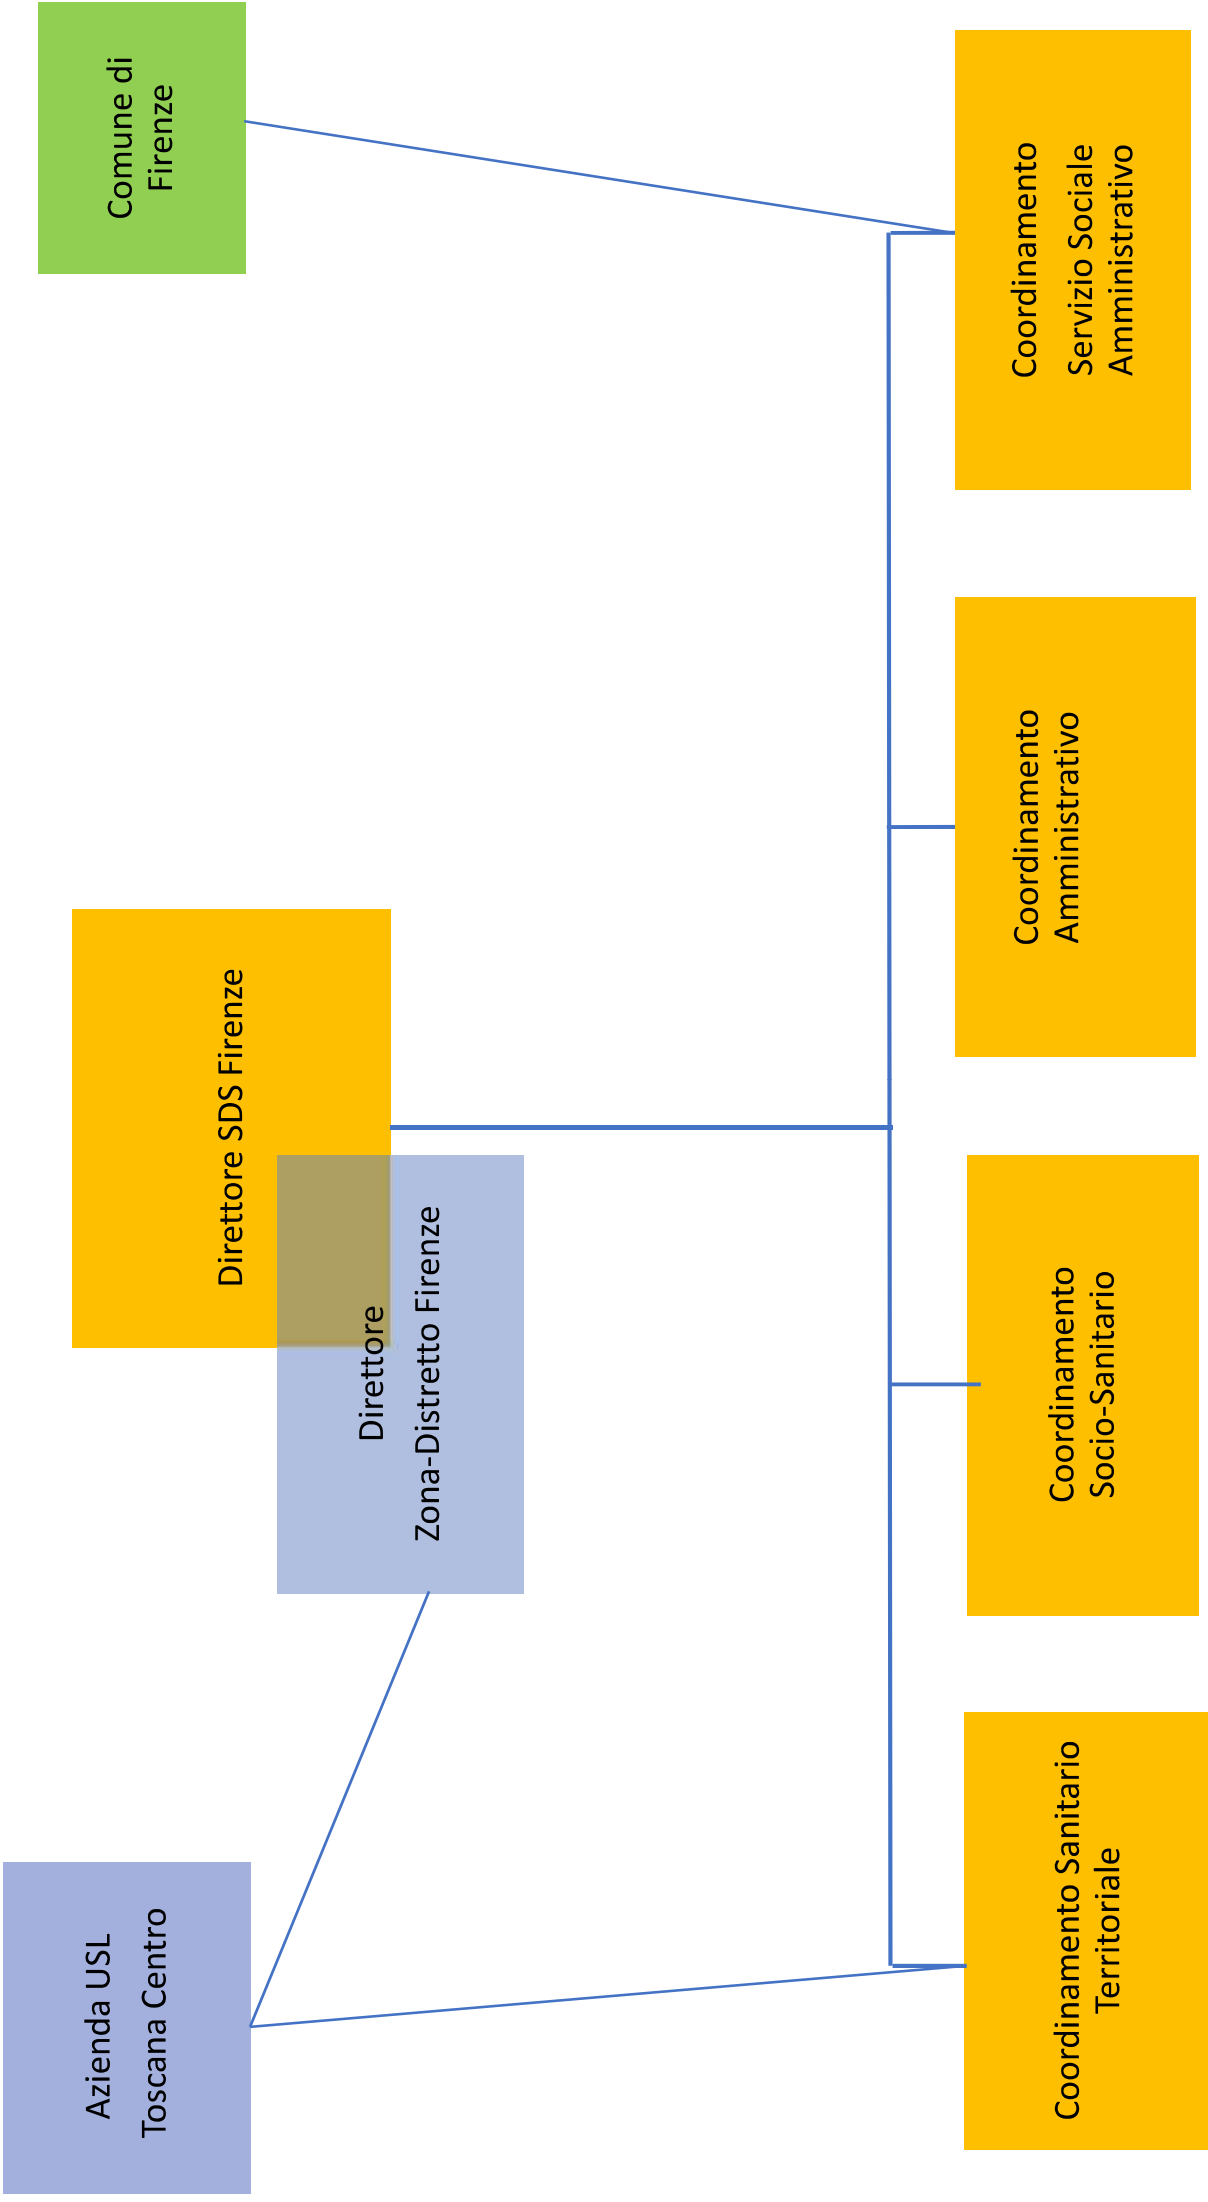 Azienda USL
Toscana Centro
Direttore SDS Firenze
Direttore
Zona-Distretto Firenze
Comune di
Firenze
Coordinamento Sanitario
Territoriale
Coordinamento
Socio-Sanitario
Coordinamento
Amministrativo
Coordinamento
Servizio Sociale
Amministrativo